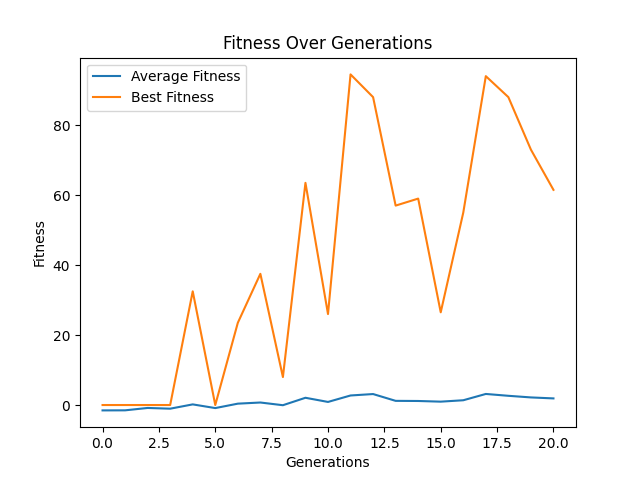 Fitness Over Generations
Average Fitness
Best Fitness
80
60
40
20
0
Fitness
0.0 2.5 5.0 7.5 10.0 12.5 15.0 17.5 20.0
Generations